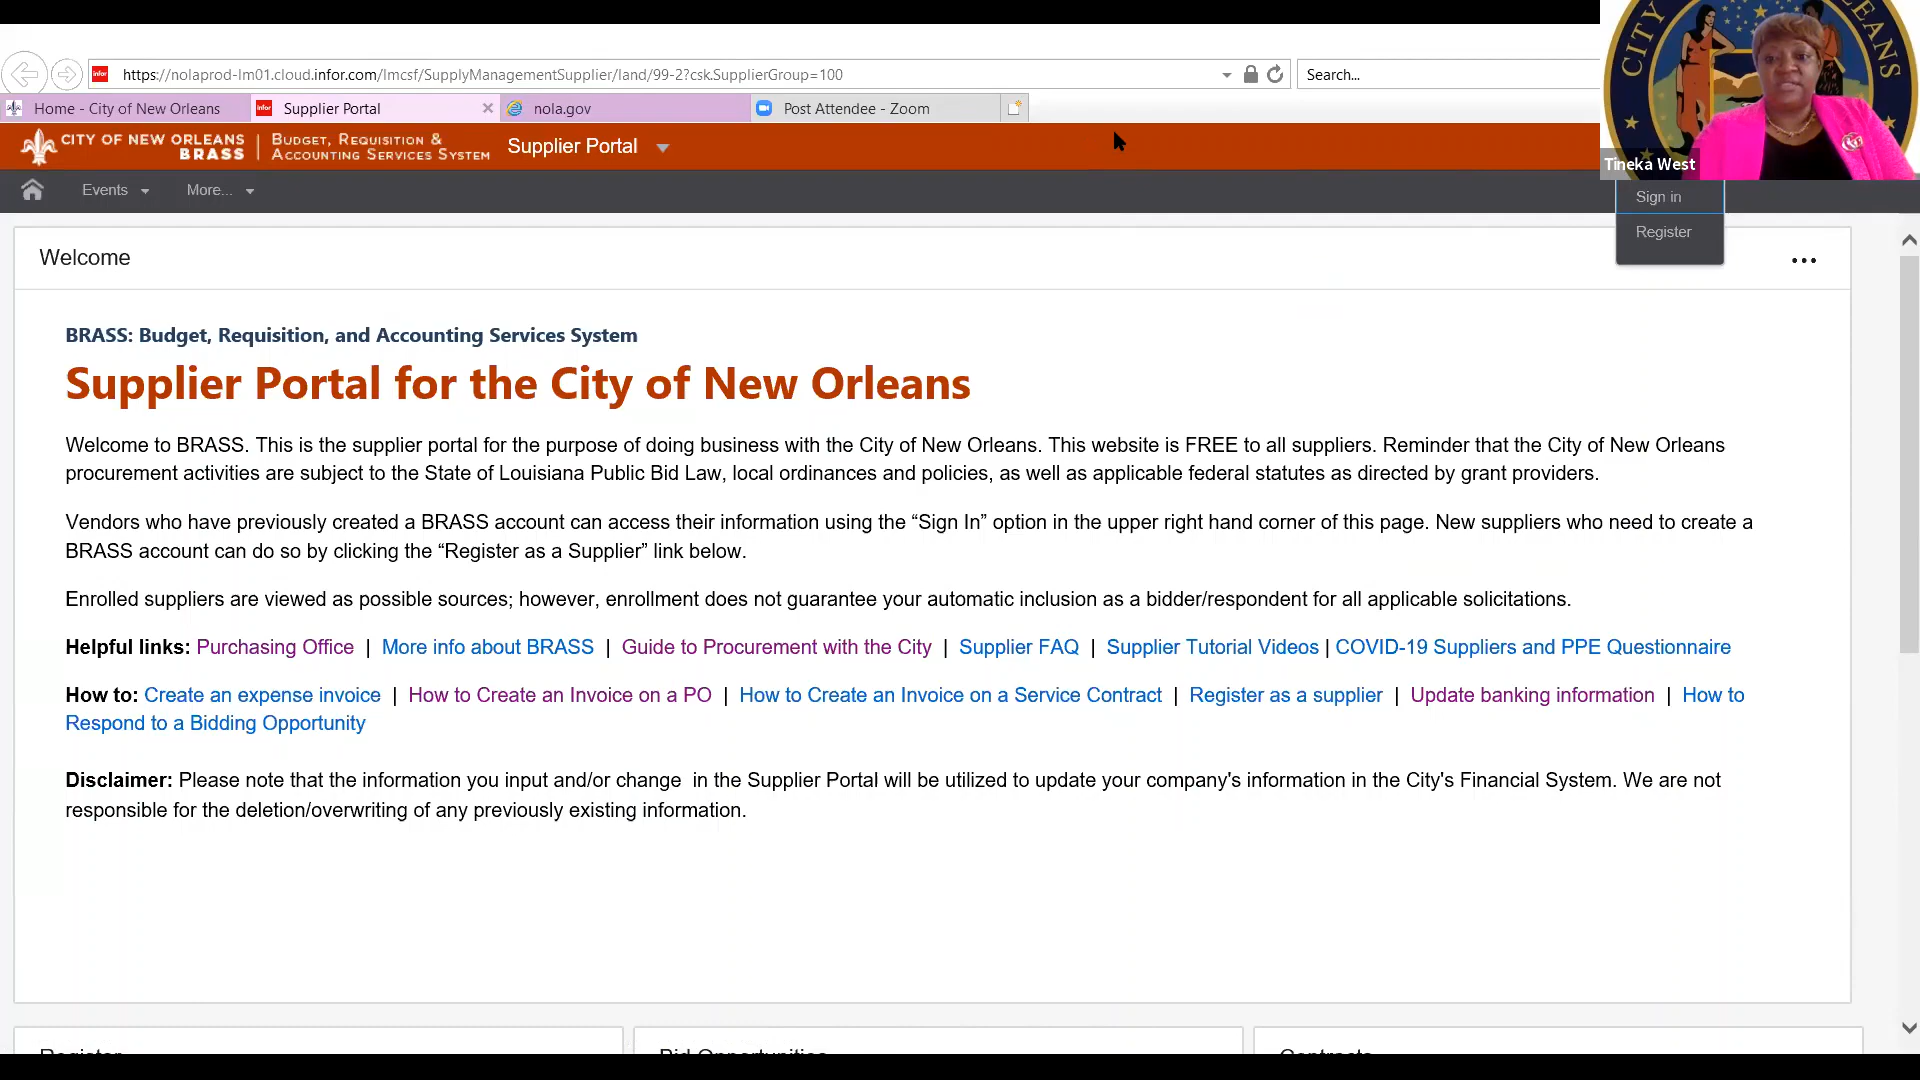 https://nolaprod-lm01.cloud.infor.com/lmcsf/SupplyManagementSupplier/land/99-2?csk.SupplierGroup=100
Search...
CITY OF
ORLEANS
infor
Home - City of New Orleans
infor
Supplier Portal
nola.gov
Post Attendee - Zoom
CITY OF NEW ORLEANS
BRASS
BUDGET, REQUISITION &
ACCOUNTING SERVICES SYSTEM
Supplier Portal
Tineka West
Events
More...
Sign in
Register
Welcome
BRASS: Budget, Requisition, and Accounting Services System
Supplier Portal for the City of New Orleans
Welcome to BRASS. This is the supplier portal for the purpose of doing business with the City of New Orleans. This website is FREE to all suppliers. Reminder that the City of New Orleans
procurement activities are subject to the State of Louisiana Public Bid Law, local ordinances and policies, as well as applicable federal statutes as directed by grant providers.
Vendors who have previously created a BRASS account can access their information using the “Sign In” option in the upper right hand corner of this page. New suppliers who need to create a
BRASS account can do so by clicking the “Register as a Supplier” link below.
Enrolled suppliers are viewed as possible sources; however, enrollment does not guarantee your automatic inclusion as a bidder/respondent for all applicable solicitations.
Helpful links: Purchasing Office | More info about BRASS | Guide to Procurement with the City | Supplier FAQ | Supplier Tutorial Videos | COVID-19 Suppliers and PPE Questionnaire
How to: Create an expense invoice | How to Create an Invoice on a PO | How to Create an Invoice on a Service Contract | Register as a supplier | Update banking information | How to
Respond to a Bidding Opportunity
Disclaimer: Please note that the information you input and/or change in the Supplier Portal will be utilized to update your company's information in the City's Financial System. We are not
responsible for the deletion/overwriting of any previously existing information.
Register
Bid Opportunities
Contracts